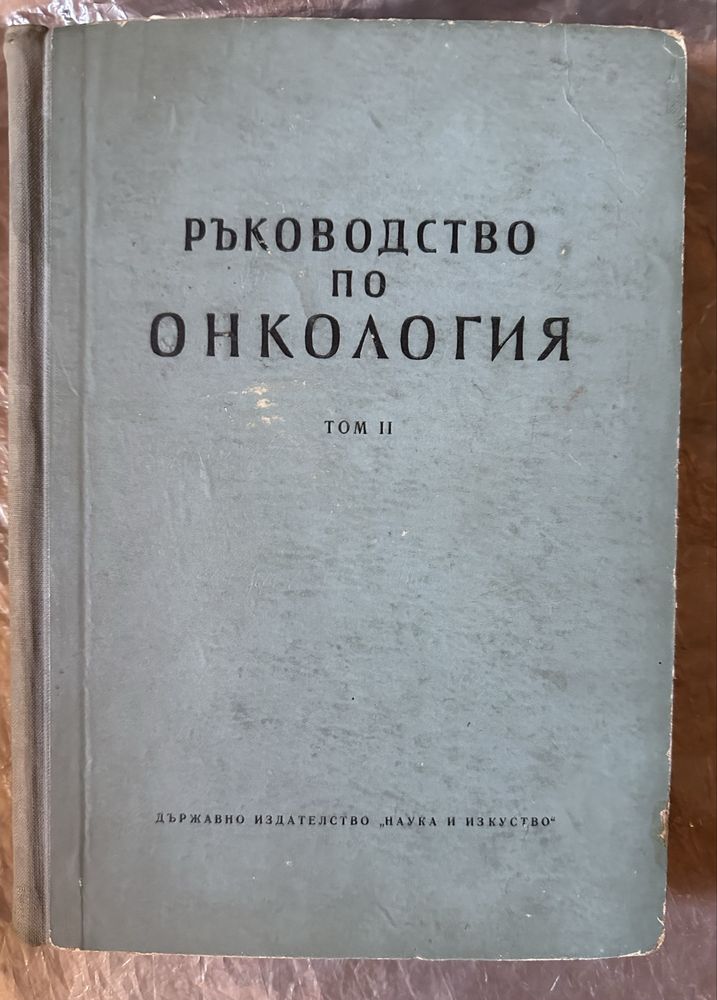 РЪКОВОДСТВО
ПО
ОНКОЛОГИЯ
ТОМ II
ДЪРЖАВНО ИЗДАТЕЛСТВО „НАУКА И ИЗКУСТВО“